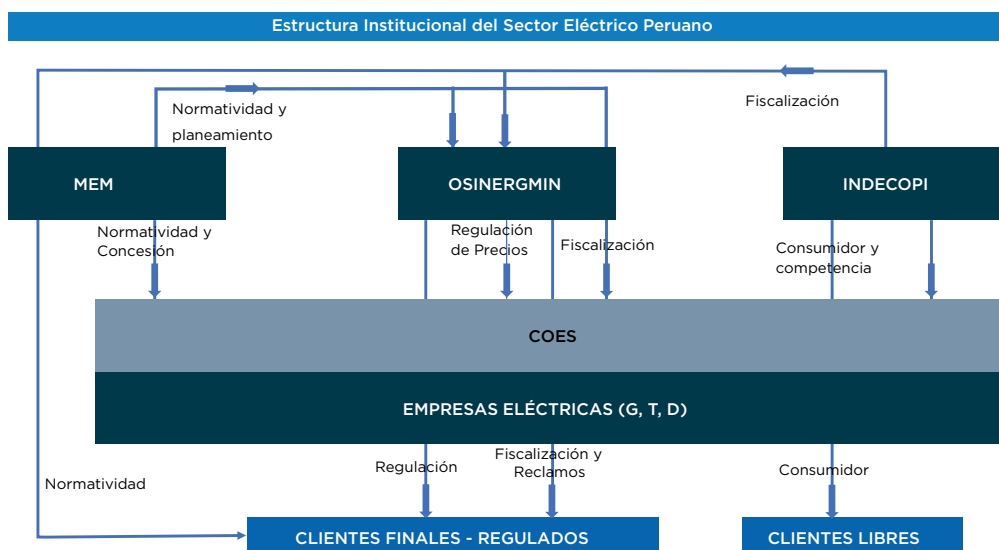 Estructura Institucional del Sector Eléctrico Peruano
Normatividad y
planeamiento
Fiscalización
MEM
OSINERGMIN
INDECOPI
Normatividad y
Concesión
Regulación
de Precios
Fiscalización
Consumidor y
competencia
COES
EMPRESAS ELÉCTRICAS (G, T, D)
Normatividad
Regulación
Fiscalización y
Reclamos
Consumidor
CLIENTES FINALES - REGULADOS
CLIENTES LIBRES